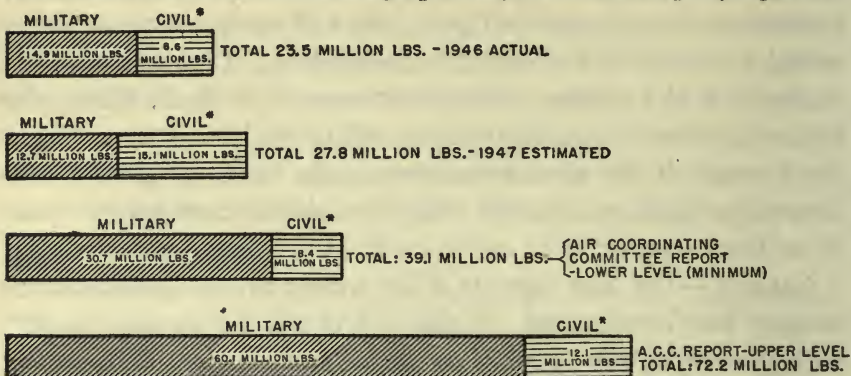 MILITARY CIVIL*
14.9 MILLION LBS. 8.6 MILLION LBS. TOTAL 23.5 MILLION LBS. - 1946 ACTUAL
MILITARY CIVIL*
12.7 MILLION LBS. 15.1 MILLION LBS. TOTAL 27.8 MILLION LBS.-1947 ESTIMATED
MILITARY CIVIL*
30.7 MILLION LBS. 8.4 MILLION LBS TOTAL: 39.1 MILLION LBS. AIR COORDINATING
COMMITTEE REPORT
-LOWER LEVEL (MINIMUM)
MILITARY CIVIL*
60.1 MILLION LBS. 12.1 MILLION LBS. A.C.C. REPORT-UPPER LEVEL
TOTAL: 72.2 MILLION LBS.